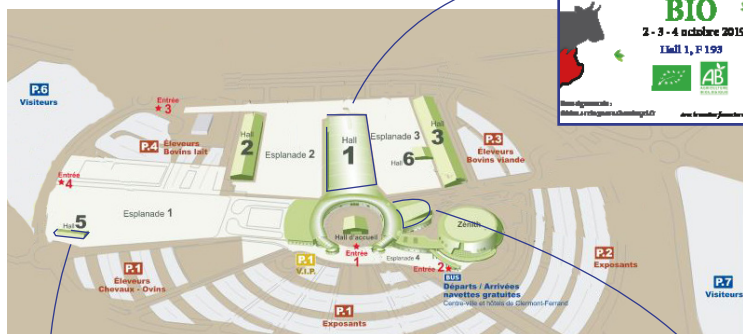 BIO
2 - 3 - 4 octobre 2019
Hall 1, F 193
AB
P.6
Visiteurs
Entrée
3
P.4 Éleveurs
Bovins lait
Hall
2
Esplanade 2
Hall
1
Esplanade 3
Hall
3
Hall
6
P.3
Éleveurs
Bovins viande
Entrée
4
Esplanade 1
Hall 5
Hall d'accueil
Entrée
1
Zénith
Esplanade 4
Entrée 2
P.1
V.I.P.
BUS
Départs / Arrivées
navettes gratuites
Centre-ville et hôtels de Clermont-Ferrand
P.1
Éleveurs
Chevaux - Ovins
P.1
Exposants
P.2
Exposants
P.7
Visiteurs